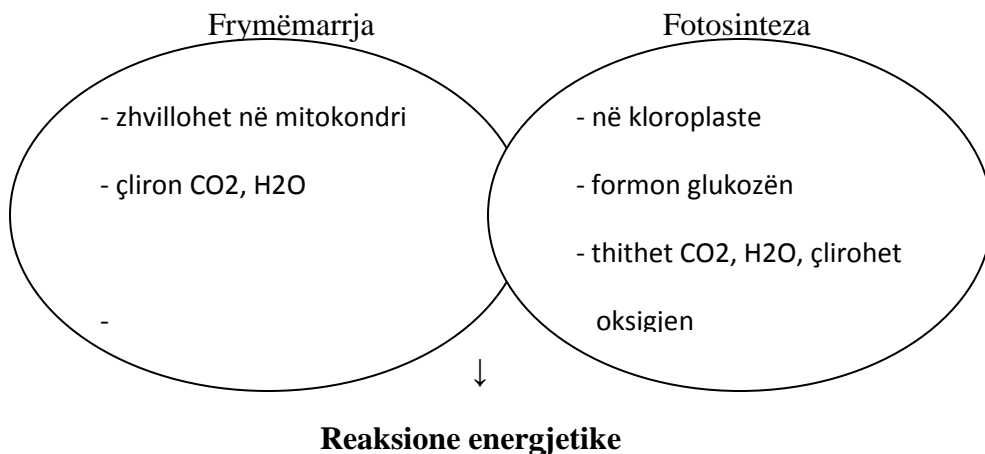 Frymëmarrja
Fotosinteza
- zhvillohet në mitokondri
- çliron CO2, H2O
-
- në kloroplaste
- formon glukozën
- thithet CO2, H2O, çlirohet
oksigjen
↓
Reaksione energjetike